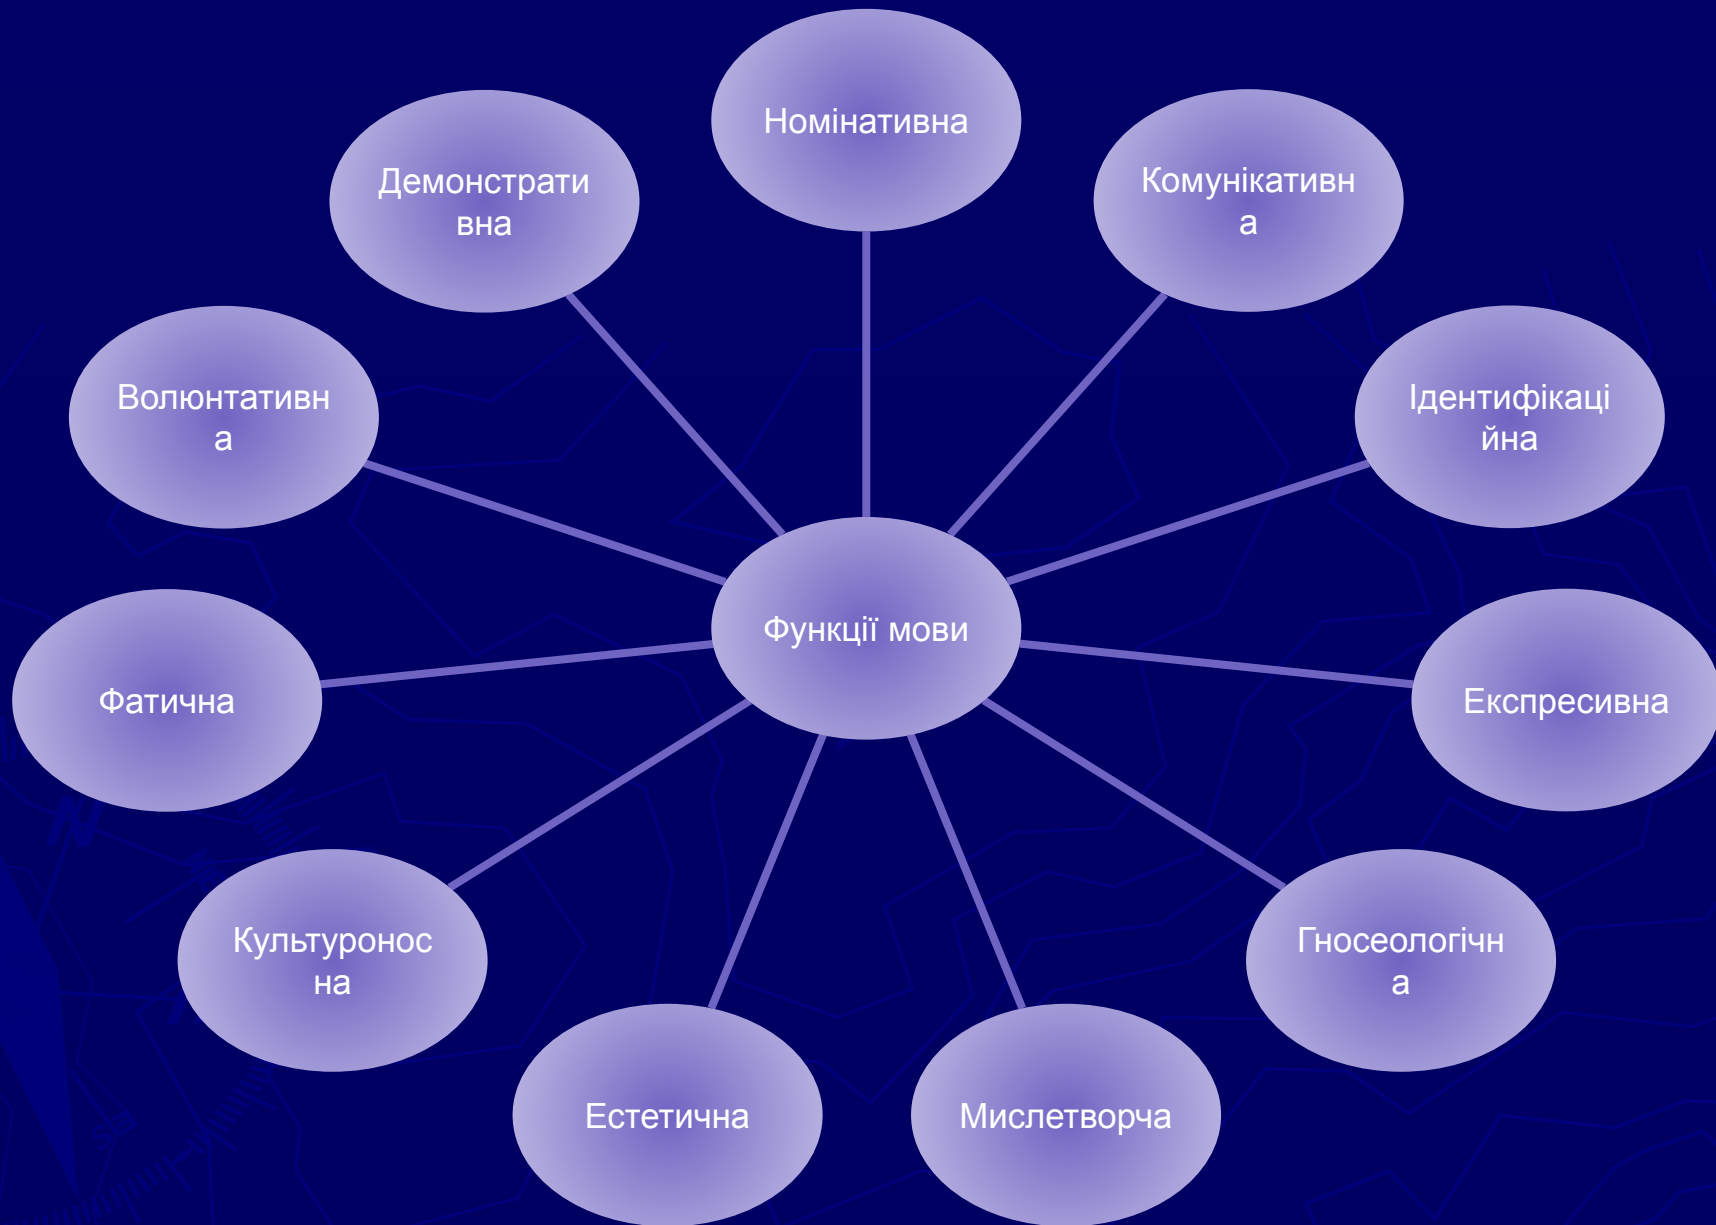 Номінативна
Комунікативн
а
Ідентифікаці
йна
Експресивна
Гносеологічн
а
Мислетворча
Естетична
Культуронос
на
Фатична
Волюнтативн
а
Демонстрати
вна
Функції мови